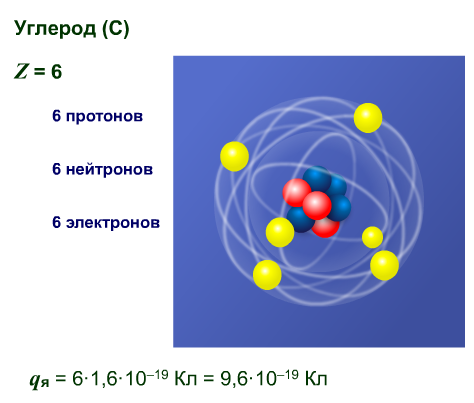 Углерод (C)
Z = 6
6 протонов
6 нейтронов
6 электронов
qя = 6·1,6·10⁻¹⁹ Кл = 9,6·10⁻¹⁹ Кл